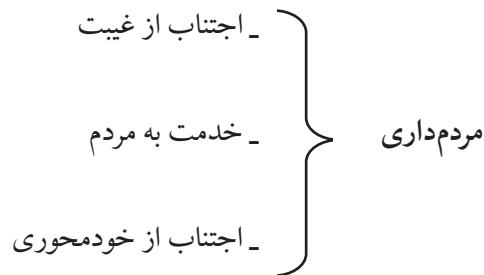 مردم‌داری
ـ اجتناب از غیبت
ـ خدمت به مردم
ـ اجتناب از خودمحوری